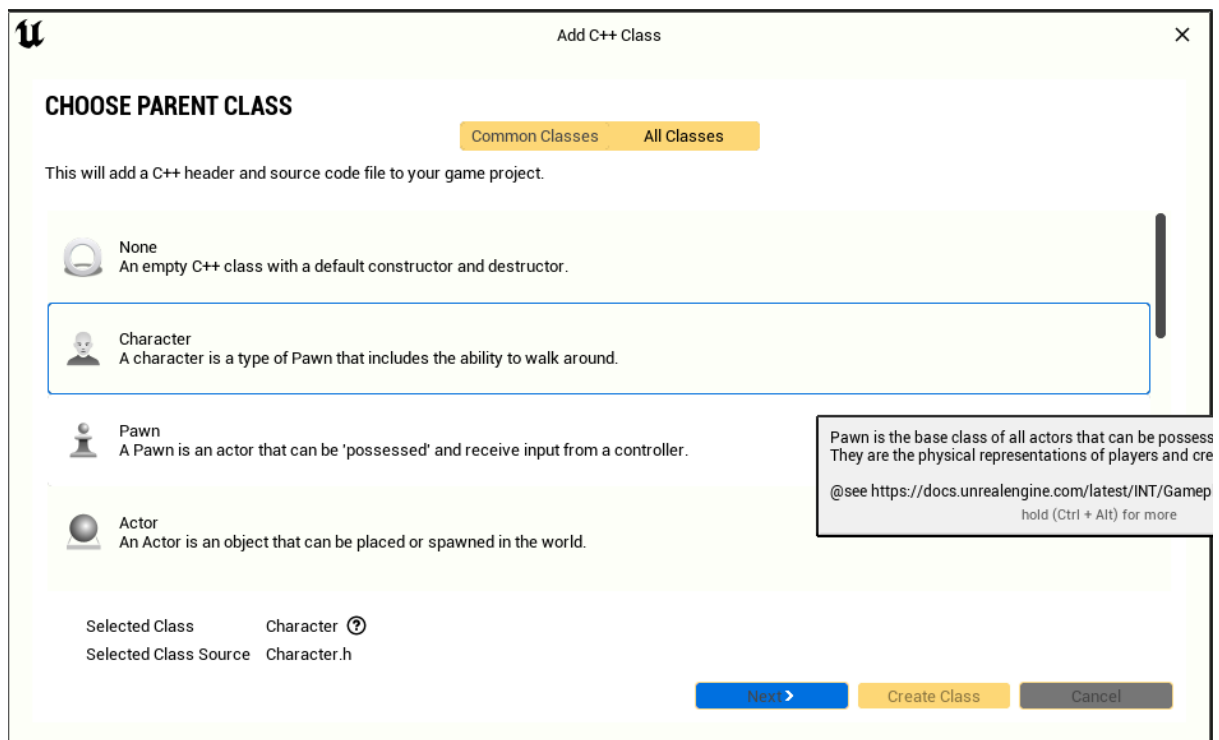 Add C++ Class
CHOOSE PARENT CLASS
Common Classes
All Classes
This will add a C++ header and source code file to your game project.
None
An empty C++ class with a default constructor and destructor.
Character
A character is a type of Pawn that includes the ability to walk around.
Pawn
A Pawn is an actor that can be 'possessed' and receive input from a controller.
Pawn is the base class of all actors that can be possess
They are the physical representations of players and cre
@see https://docs.unrealengine.com/latest/INT/Gamep
hold (Ctrl + Alt) for more
Actor
An Actor is an object that can be placed or spawned in the world.
Selected Class Character
Selected Class Source Character.h
Next
Create Class
Cancel